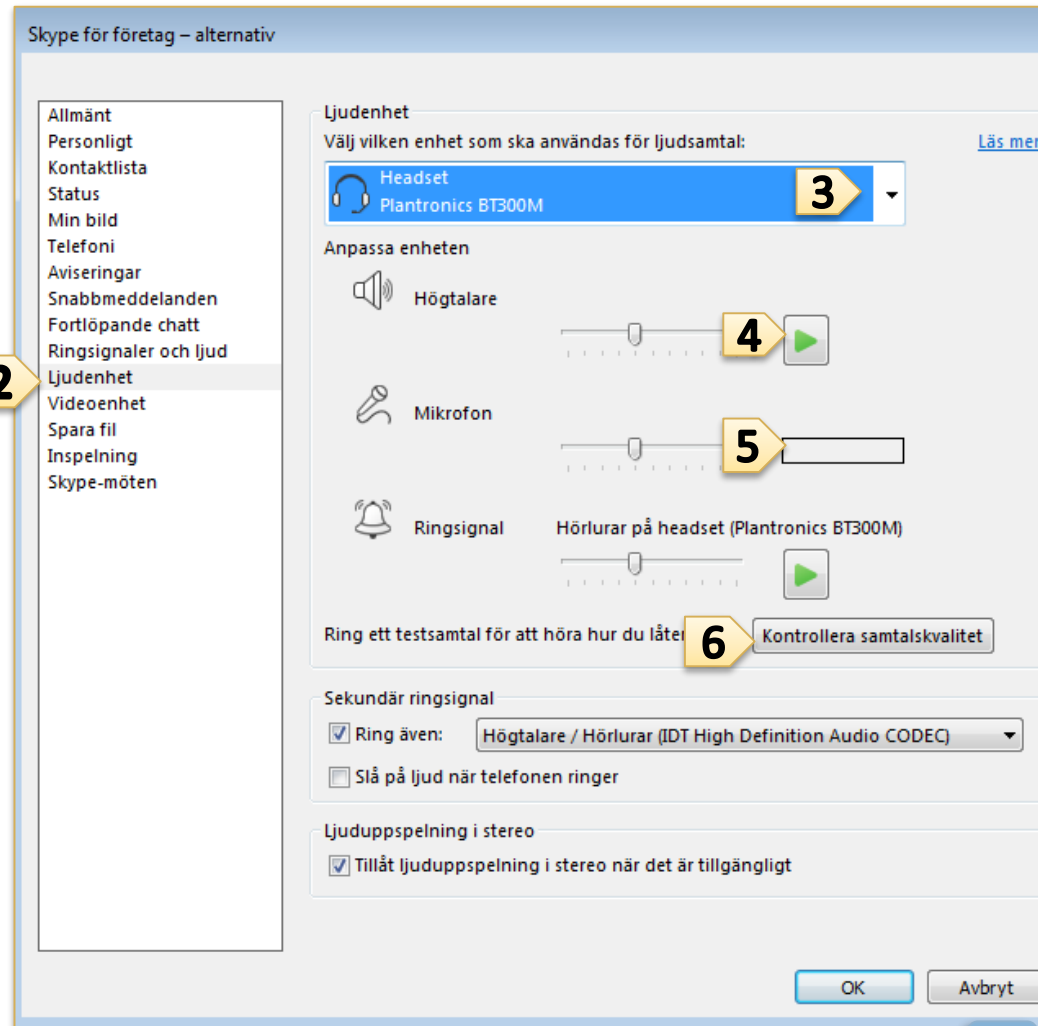 Skype för företag – alternativ
Allmänt
Personligt
Kontaktlista
Status
Min bild
Telefoni
Aviseringar
Snabbmeddelanden
Fortlöpande chatt
Ringsignaler och ljud
2
Ljudenhet
Videoenhet
Spara fil
Inspelning
Skype-möten
Ljudenhet
Välj vilken enhet som ska användas för ljudsamtal: Läs mer
Headset
Plantronics BT300M
3
Anpassa enheten
Högtalare
4
Mikrofon
5
Ringsignal Hörlurar på headset (Plantronics BT300M)
Ring ett testsamtal för att höra hur du låter 6 Kontrollera samtalskvalitet
Sekundär ringsignal
Ring även: Högtalare / Hörlurar (IDT High Definition Audio CODEC)
Slå på ljud när telefonen ringer
Ljuduppspelning i stereo
Tillåt ljuduppspelning i stereo när det är tillgängligt
OK Avbryt